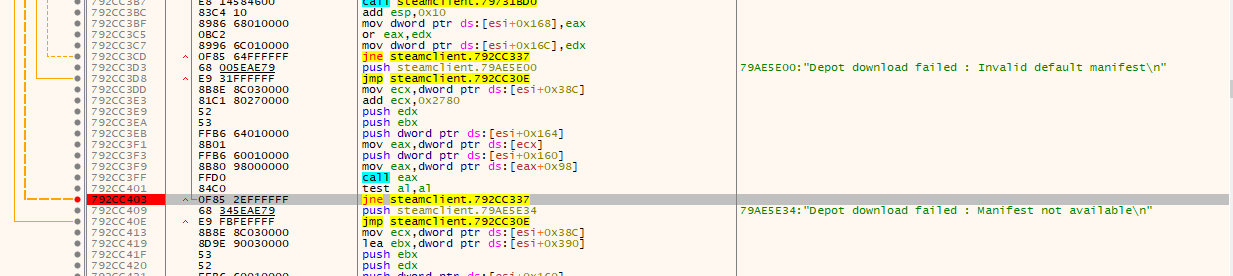 792CC3B7 E8 14584600 call steamclient.79731BD0
792CC3BC 83C4 10 add esp,0x10
792CC3BF 8986 68010000 mov dword ptr ds:[esi+0x168],eax
792CC3C5 0BC2 or eax,edx
792CC3C7 8996 6C010000 mov dword ptr ds:[esi+0x16C],edx
792CC3CD 0F85 64FFFFFF jne steamclient.792CC337
792CC3D3 68 005EAE79 push steamclient.79AE5E00 79AE5E00:"Depot download failed : Invalid default manifest\n"
792CC3D8 E9 31FFFFFF jmp steamclient.792CC30E
792CC3DD 8B8E 8C030000 mov ecx,dword ptr ds:[esi+0x38C]
792CC3E3 81C1 80270000 add ecx,0x2780
792CC3E9 52 push edx
792CC3EA 53 push ebx
792CC3EB FFB6 64010000 push dword ptr ds:[esi+0x164]
792CC3F1 8B01 mov eax,dword ptr ds:[ecx]
792CC3F3 FFB6 60010000 push dword ptr ds:[esi+0x160]
792CC3F9 8B80 98000000 mov eax,dword ptr ds:[eax+0x98]
792CC3FF FFD0 call eax
792CC401 84C0 test al,al
792CC403 0F85 2EFFFFFF jne steamclient.792CC337
792CC409 68 345EAE79 push steamclient.79AE5E34 79AE5E34:"Depot download failed : Manifest not available\n"
792CC40E E9 FBFEFFFF jmp steamclient.792CC30E
792CC413 8B8E 8C030000 mov ecx,dword ptr ds:[esi+0x38C]
792CC419 8D9E 90030000 lea ebx,dword ptr ds:[esi+0x390]
792CC41F 53 push ebx
792CC420 52 push edx
792CC421 FFB6 60010000 push dword ptr ds:[esi+0x160]